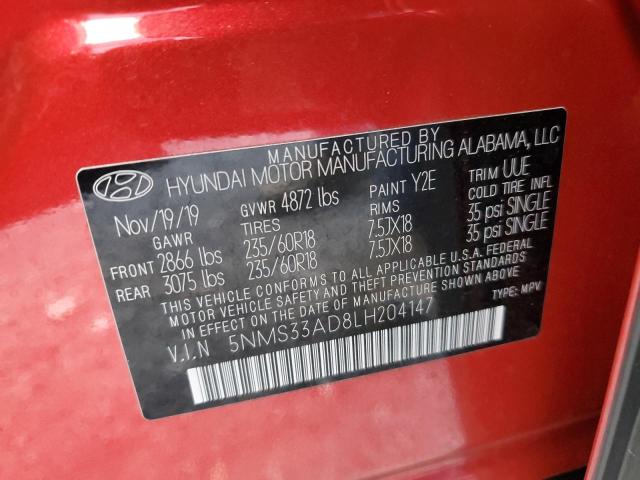 MANUFACTURED BY
HYUNDAI MOTOR MANUFACTURING ALABAMA, LLC
Nov/19/19 GVWR 4872 lbs PAINT Y2E TRIM UUE
GAWR TIRES RIMS COLD TIRE INFL
FRONT 2866 lbs 235/60R18 7.5JX18 35 psi SINGLE
REAR 3075 lbs 235/60R18 7.5JX18 35 psi SINGLE
THIS VEHICLE CONFORMS TO ALL APPLICABLE U.S.A. FEDERAL
MOTOR VEHICLE SAFETY AND THEFT PREVENTION STANDARDS
IN EFFECT ON THE DATE OF MANUFACTURE SHOWN ABOVE
V.I.N 5NMS33AD8LH204147 TYPE: MPV